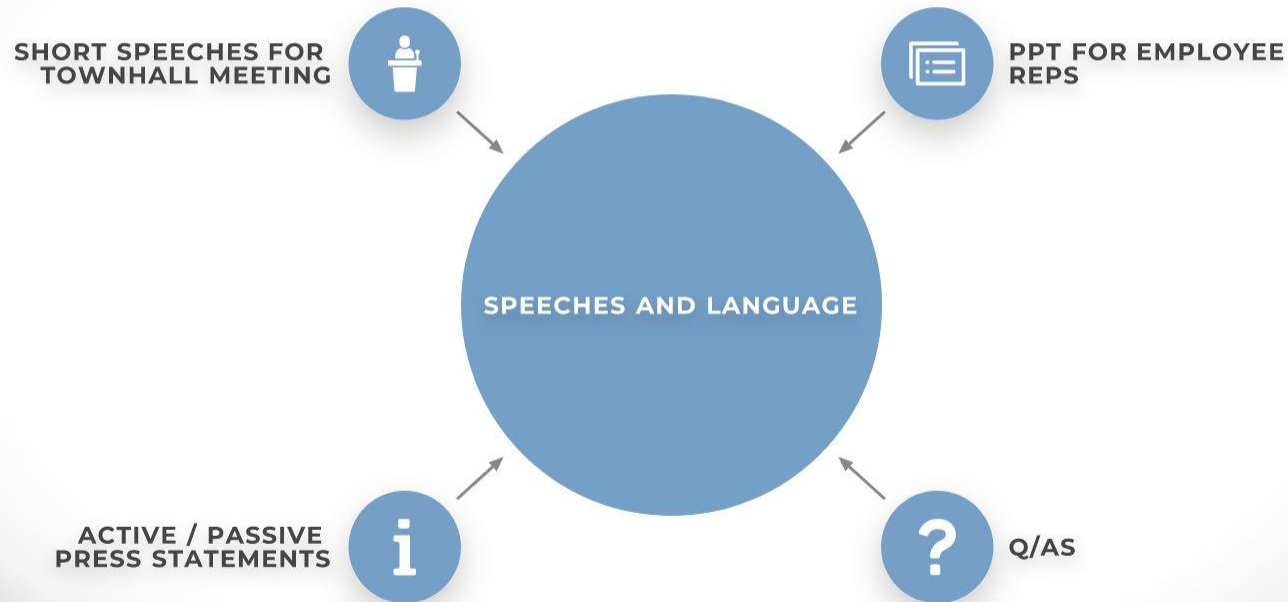 SHORT SPEECHES FOR
TOWNHALL MEETING
PPT FOR EMPLOYEE
REPS
SPEECHES AND LANGUAGE
ACTIVE / PASSIVE
PRESS STATEMENTS
Q/AS